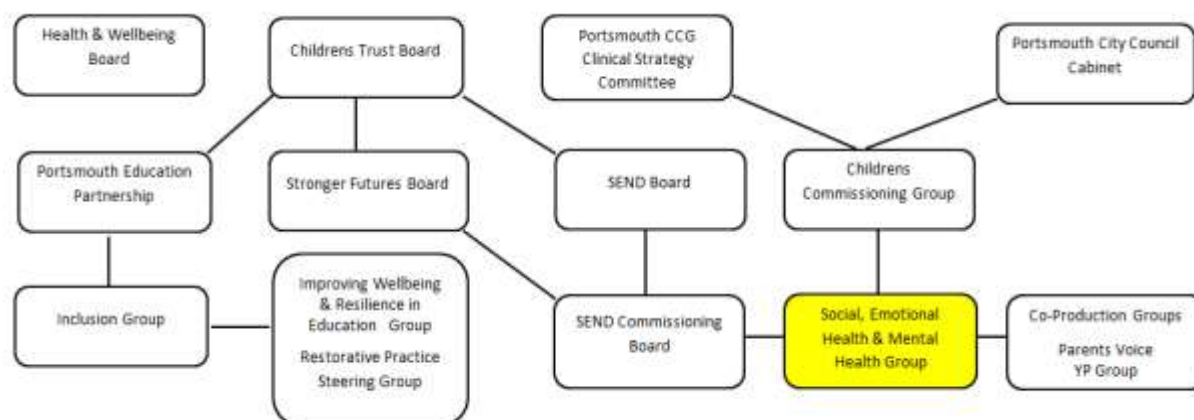 Health & Wellbeing
Board
Childrens Trust Board
Portsmouth CCG
Clinical Strategy
Committee
Portsmouth City Council
Cabinet
Portsmouth Education
Partnership
Stronger Futures Board
SEND Board
Childrens
Commissioning Group
Inclusion Group
Improving Wellbeing
& Resilience in
Education Group
Restorative Practice
Steering Group
SEND Commissioning
Board
Social, Emotional
Health & Mental
Health Group
Co-Production Groups
Parents Voice
YP Group